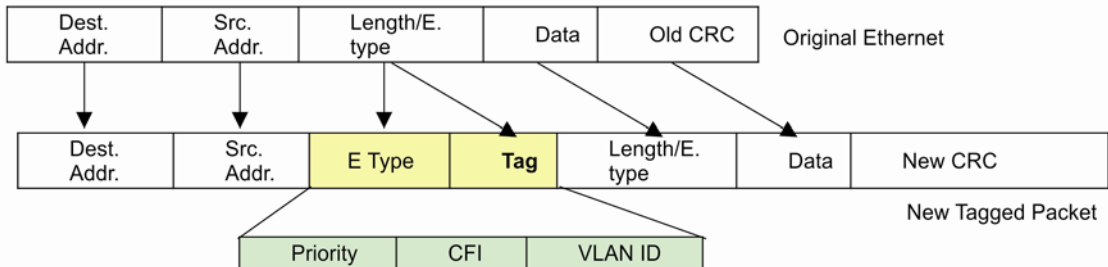 Dest. Addr.
Src. Addr.
Length/E. type
Data
Old CRC
Original Ethernet
Dest. Addr.
Src. Addr.
E Type
Tag
Length/E. type
Data
New CRC
New Tagged Packet
Priority
CFI
VLAN ID